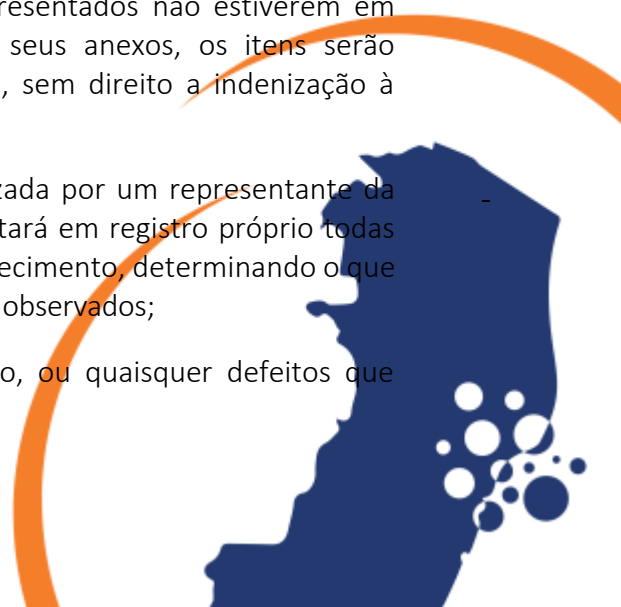 resentados não estiverem em
seus anexos, os itens serão
, sem direito a indenização à
zada por um representante da
tará em registro próprio todas
ecimento, determinando o que
observados;
o, ou quaisquer defeitos que